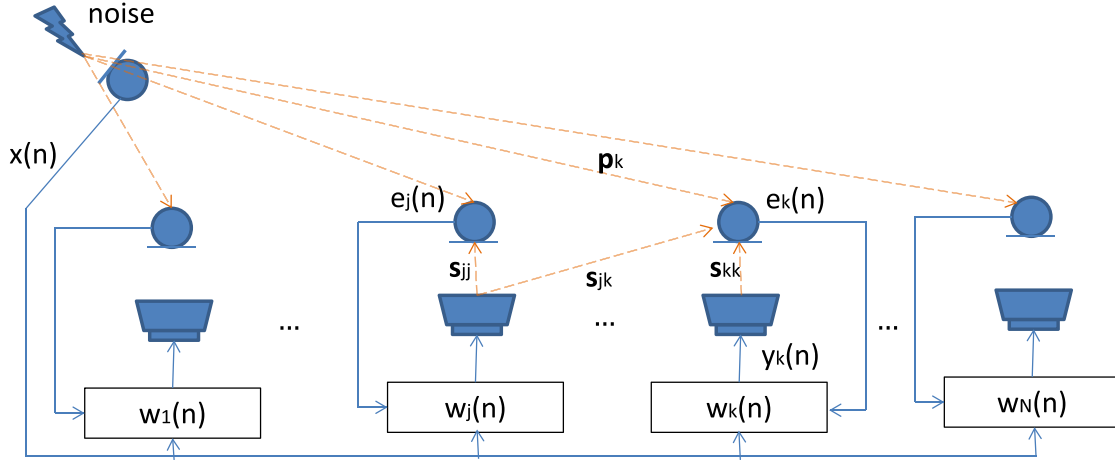 noise
x(n)
pk
ej(n)
ek(n)
sjj
sjk
skk
...
...
...
yk(n)
w1(n)
wj(n)
wk(n)
wN(n)